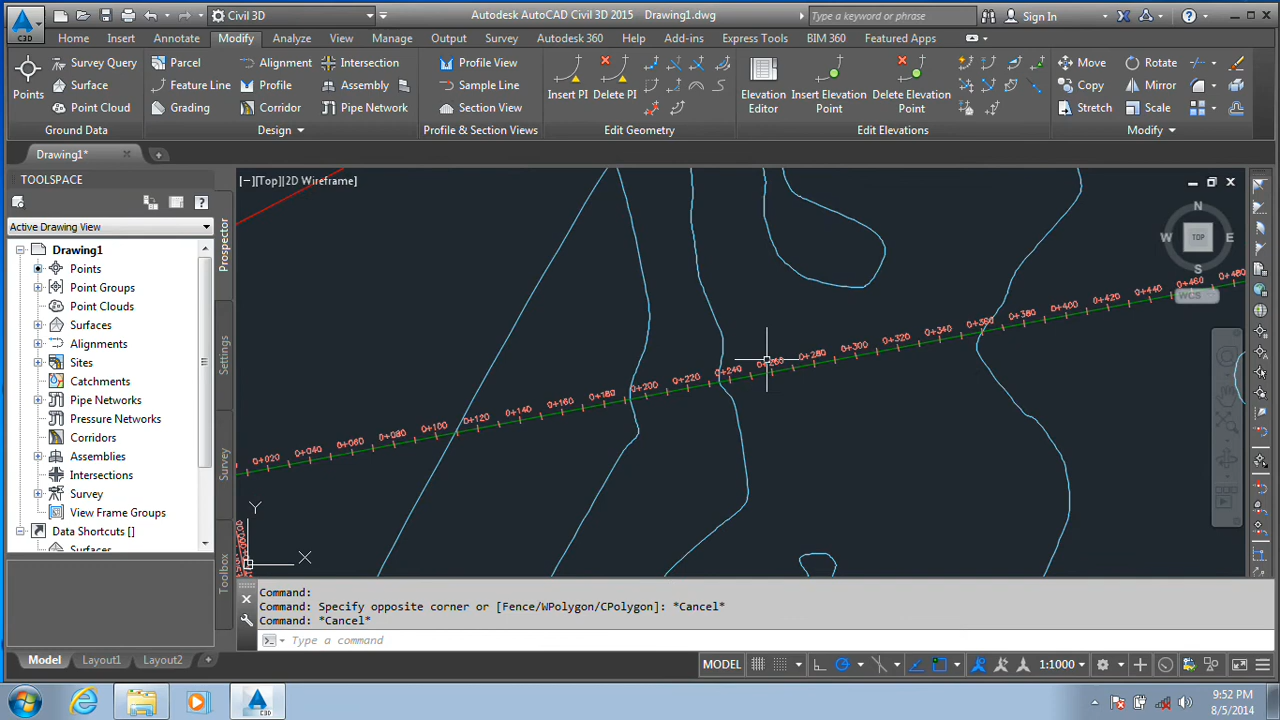 Civil 3D
Autodesk AutoCAD Civil 3D 2015 Drawing1.dwg
Type a keyword or phrase
Sign In
C3D
Home Insert Annotate Modify Analyze View Manage Output Survey Autodesk 360 Help Add-ins Express Tools BIM 360 Featured Apps
Points
Survey Query
Surface
Point Cloud
Ground Data
Parcel
Feature Line
Grading
Alignment
Profile
Corridor
Intersection
Assembly
Pipe Network
Design
Profile View
Sample Line
Section View
Profile & Section Views
Insert PI
Delete PI
Edit Geometry
Elevation Editor
Insert Elevation Point
Delete Elevation Point
Edit Elevations
Move
Copy
Stretch
Rotate
Mirror
Scale
Modify
Drawing1*
TOOLSPACE
Active Drawing View
Drawing1
Points
Point Groups
Point Clouds
Surfaces
Alignments
Sites
Catchments
Pipe Networks
Pressure Networks
Corridors
Assemblies
Intersections
Survey
View Frame Groups
Data Shortcuts []
Surfaces
Prospector
Settings
Survey
Toolbox
[−][Top][2D Wireframe]
N
W TOP E
S
WCS
0+020 0+040 0+060 0+080 0+100 0+120 0+140 0+160 0+180 0+200 0+220 0+240 0+260 0+280 0+300 0+320 0+340 0+360 0+380 0+400 0+420 0+440 0+460 0+480
Y
X
Command:
Command: Specify opposite corner or [Fence/WPolygon/CPolygon]: *Cancel*
Command: *Cancel*
Type a command
Model Layout1 Layout2
MODEL
1:1000
9:52 PM
8/5/2014